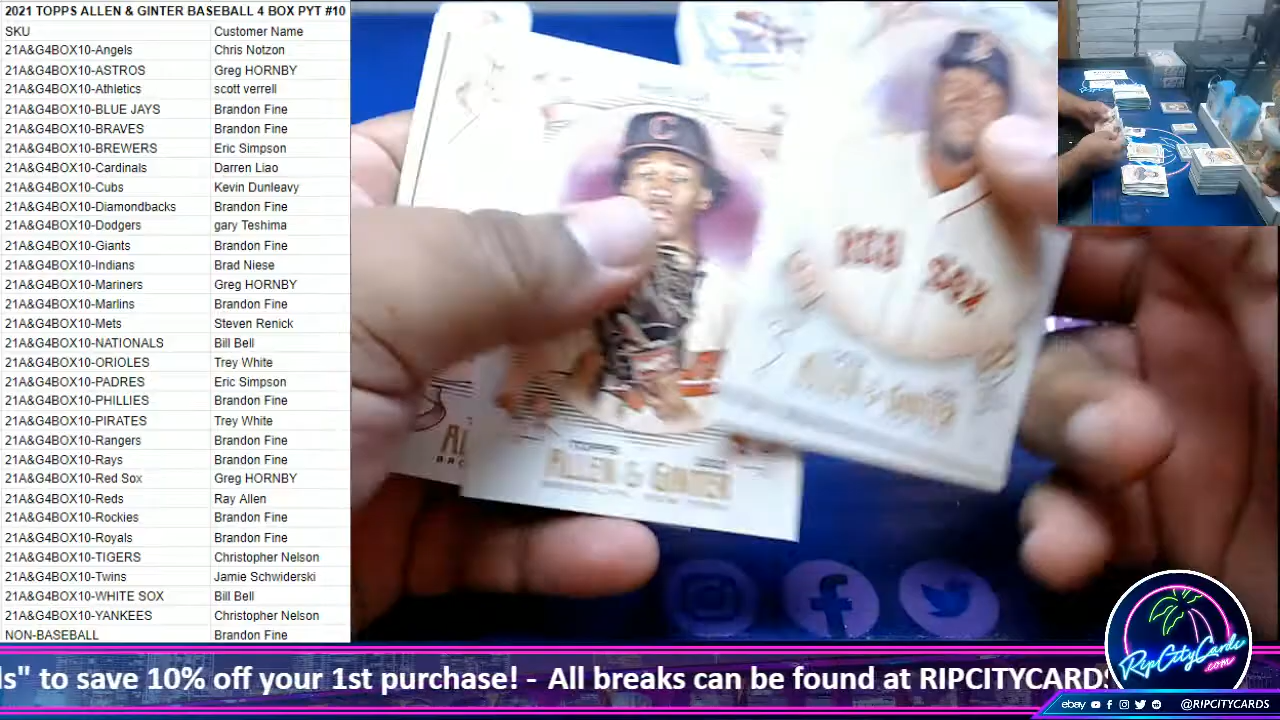 2021 TOPPS ALLEN & GINTER BASEBALL 4 BOX PYT #10
SKU Customer Name
21A&G4BOX10-Angels Chris Notzon
21A&G4BOX10-ASTROS Greg HORNBY
21A&G4BOX10-Athletics scott verrell
21A&G4BOX10-BLUE JAYS Brandon Fine
21A&G4BOX10-BRAVES Brandon Fine
21A&G4BOX10-BREWERS Eric Simpson
21A&G4BOX10-Cardinals Darren Liao
21A&G4BOX10-Cubs Kevin Dunleavy
21A&G4BOX10-Diamondbacks Brandon Fine
21A&G4BOX10-Dodgers gary Teshima
21A&G4BOX10-Giants Brandon Fine
21A&G4BOX10-Indians Brad Niese
21A&G4BOX10-Mariners Greg HORNBY
21A&G4BOX10-Marlins Brandon Fine
21A&G4BOX10-Mets Steven Renick
21A&G4BOX10-NATIONALS Bill Bell
21A&G4BOX10-ORIOLES Trey White
21A&G4BOX10-PADRES Eric Simpson
21A&G4BOX10-PHILLIES Brandon Fine
21A&G4BOX10-PIRATES Trey White
21A&G4BOX10-Rangers Brandon Fine
21A&G4BOX10-Rays Brandon Fine
21A&G4BOX10-Red Sox Greg HORNBY
21A&G4BOX10-Reds Ray Allen
21A&G4BOX10-Rockies Brandon Fine
21A&G4BOX10-Royals Brandon Fine
21A&G4BOX10-TIGERS Christopher Nelson
21A&G4BOX10-Twins Jamie Schwiderski
21A&G4BOX10-WHITE SOX Bill Bell
21A&G4BOX10-YANKEES Christopher Nelson
NON-BASEBALL Brandon Fine
C
RED SOX
TOPPS
ALLEN & GINTER
AL
ALLEN & GINTER
RipCityCards
.com
ds" to save 10% off your 1st purchase! - All breaks can be found at RIPCITYCARDS
ebay @RIPCITYCARDS